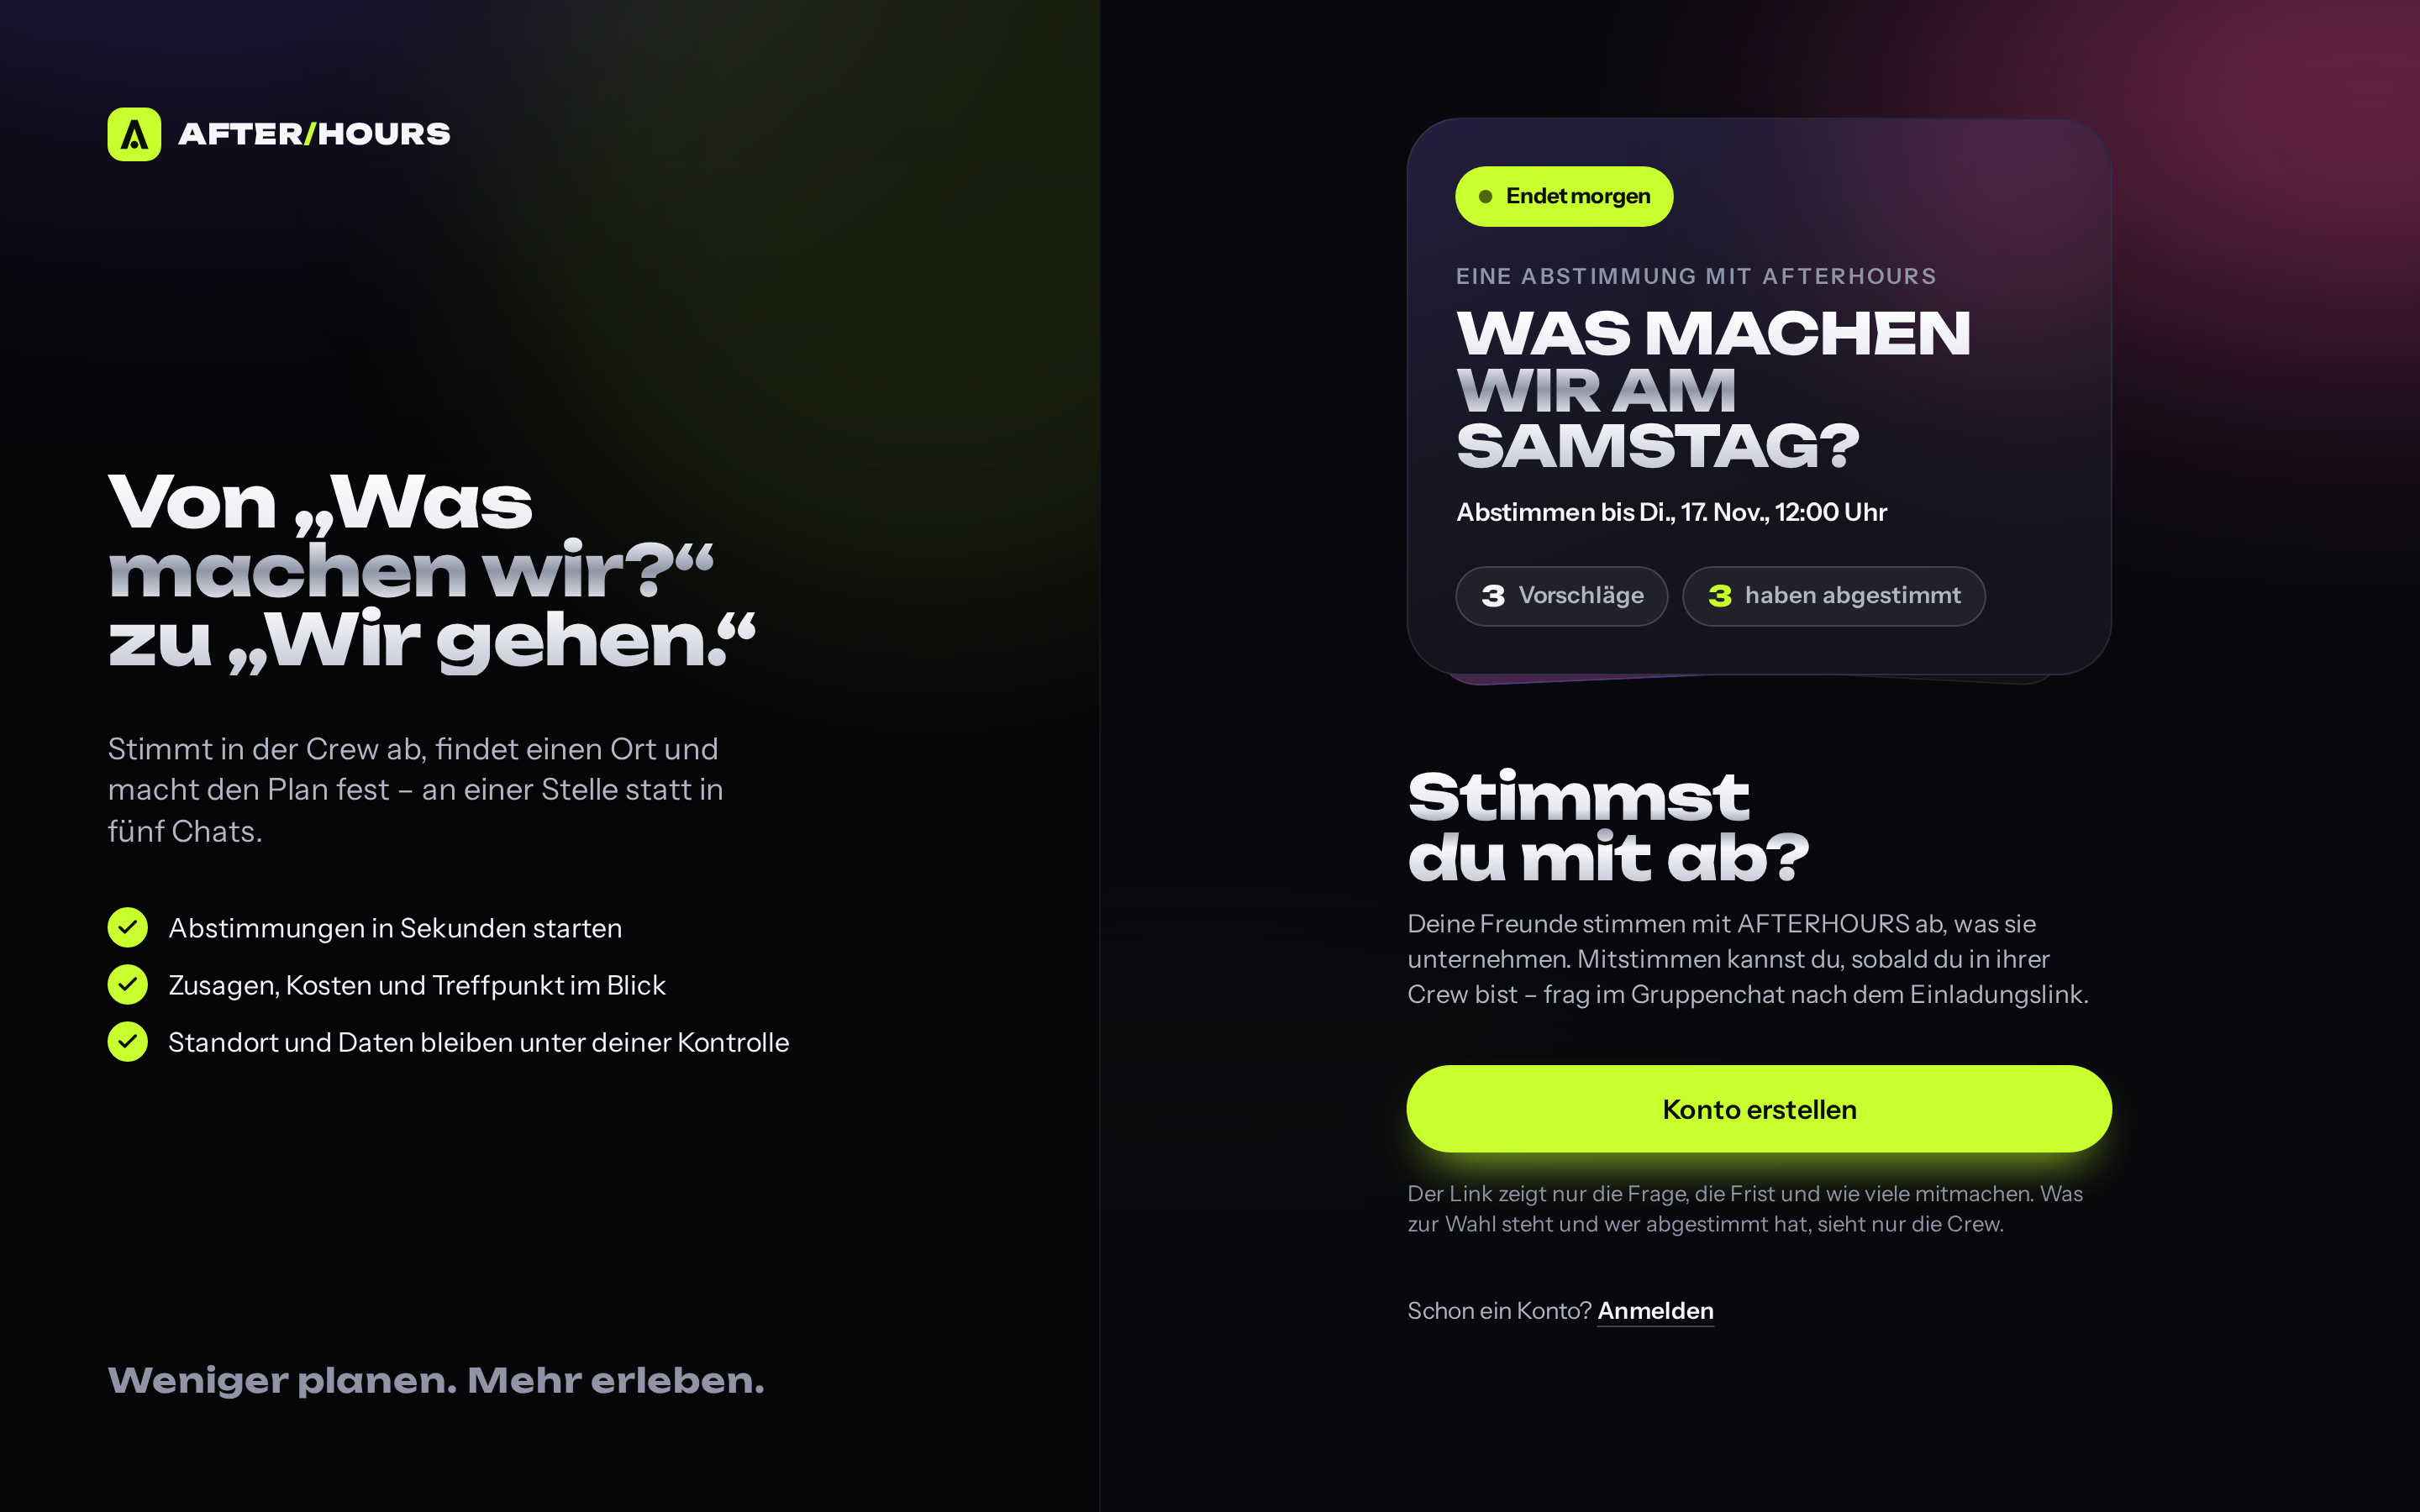 AFTER/HOURS
Von „Was
machen wir?“
zu „Wir gehen.“
Stimmt in der Crew ab, findet einen Ort und
macht den Plan fest – an einer Stelle statt in
fünf Chats.
Abstimmungen in Sekunden starten
Zusagen, Kosten und Treffpunkt im Blick
Standort und Daten bleiben unter deiner Kontrolle
Weniger planen. Mehr erleben.
Endet morgen
EINE ABSTIMMUNG MIT AFTERHOURS
WAS MACHEN
WIR AM
SAMSTAG?
Abstimmen bis Di., 17. Nov., 12:00 Uhr
3 Vorschläge 3 haben abgestimmt
Stimmst
du mit ab?
Deine Freunde stimmen mit AFTERHOURS ab, was sie
unternehmen. Mitstimmen kannst du, sobald du in ihrer
Crew bist – frag im Gruppenchat nach dem Einladungslink.
Konto erstellen
Der Link zeigt nur die Frage, die Frist und wie viele mitmachen. Was
zur Wahl steht und wer abgestimmt hat, sieht nur die Crew.
Schon ein Konto? Anmelden